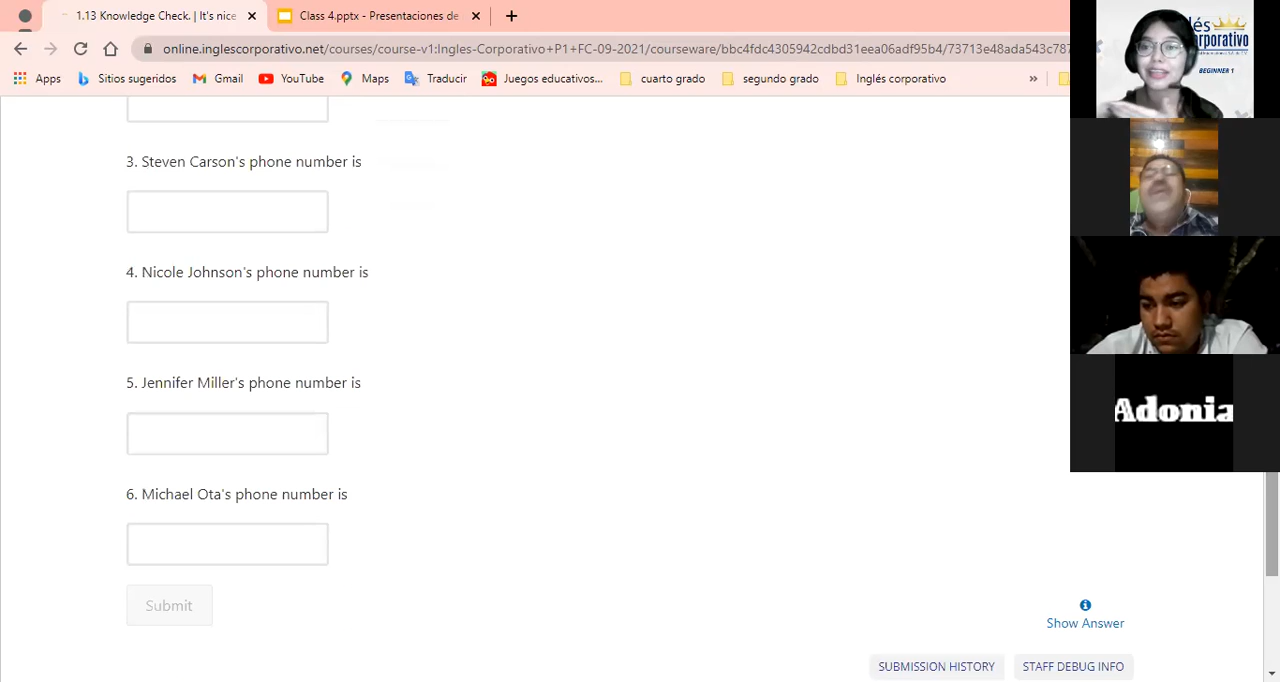 1.13 Knowledge Check. | It's nice
Class 4.pptx - Presentaciones de
online.inglescorporativo.net/courses/course-v1:Ingles-Corporativo+P1+FC-09-2021/courseware/bbc4fdc4305942cdbd31eea06adf95b4/73713e48ada543c787
Apps
Sitios sugeridos
Gmail
YouTube
Maps
Traducir
Juegos educativos...
cuarto grado
segundo grado
Inglés corporativo
»
BEGINNER 1
3. Steven Carson's phone number is
4. Nicole Johnson's phone number is
5. Jennifer Miller's phone number is
Adonia
6. Michael Ota's phone number is
Submit
Show Answer
SUBMISSION HISTORY
STAFF DEBUG INFO